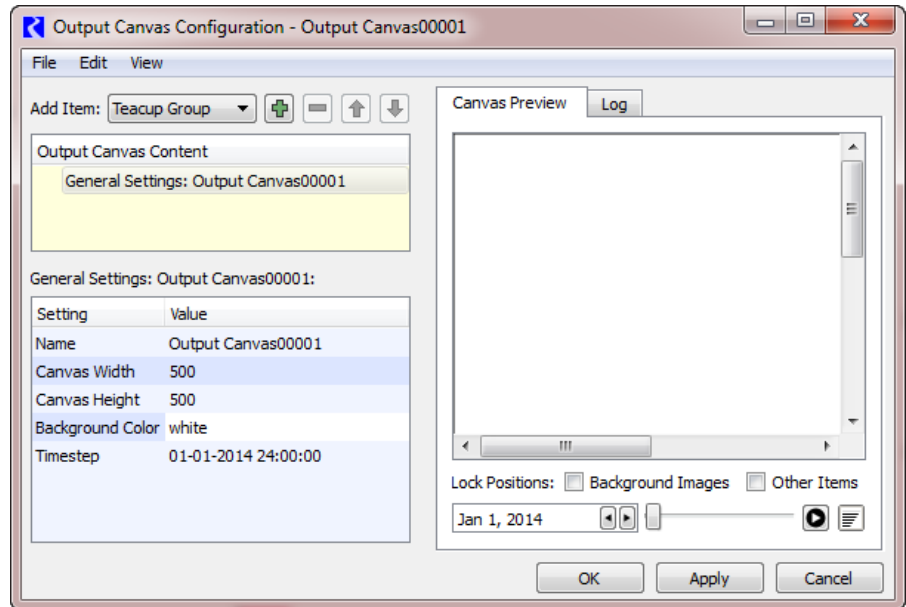 Output Canvas Configuration - Output Canvas00001
File Edit View
Add Item: Teacup Group
Output Canvas Content
General Settings: Output Canvas00001
General Settings: Output Canvas00001:
Setting Value
Name Output Canvas00001
Canvas Width 500
Canvas Height 500
Background Color white
Timestep 01-01-2014 24:00:00
Canvas Preview Log
Lock Positions: Background Images Other Items
Jan 1, 2014
OK Apply Cancel